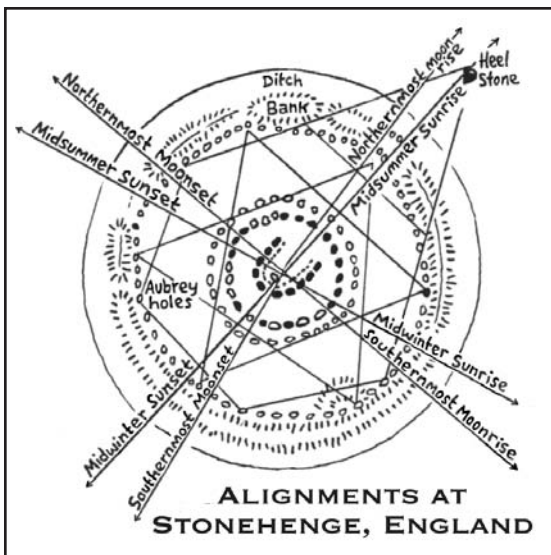 Northernmost Moonrise
Heel
Stone
Midsummer Sunrise
Ditch
Bank
Northernmost Moonset
Midsummer Sunset
Aubrey
holes
Midwinter Sunrise
Southernmost Moonrise
Midwinter Sunset
Southernmost Moonset
ALIGNMENTS AT
STONEHENGE, ENGLAND